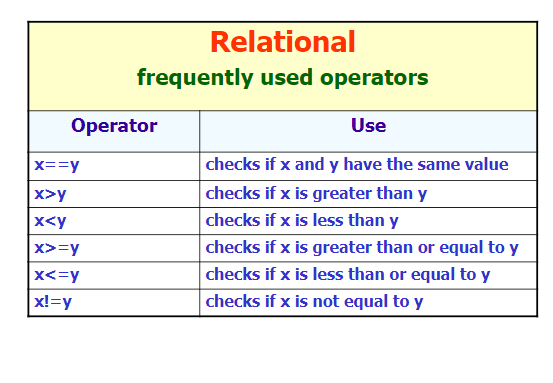 Relational
frequently used operators
Operator Use
x==y checks if x and y have the same value
x>y checks if x is greater than y
x<y checks if x is less than y
x>=y checks if x is greater than or equal to y
x<=y checks if x is less than or equal to y
x!=y checks if x is not equal to y